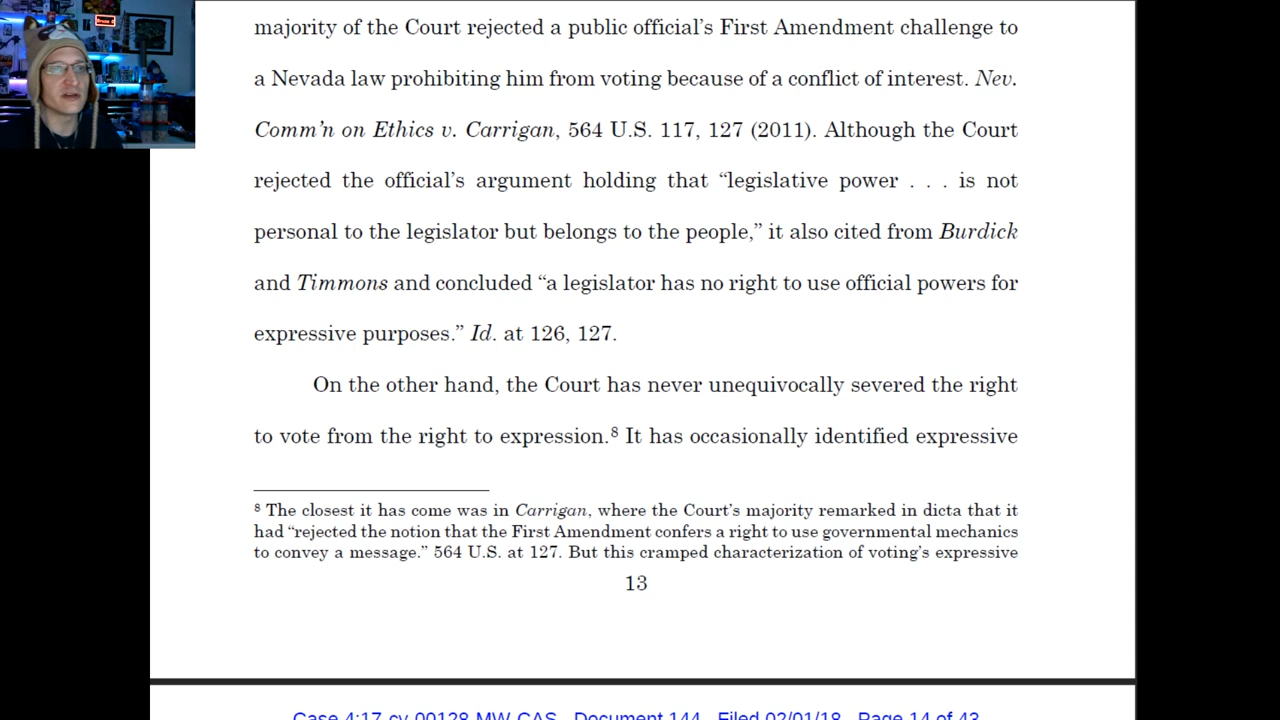 majority of the Court rejected a public official’s First Amendment challenge to
a Nevada law prohibiting him from voting because of a conflict of interest. Nev.
Comm’n on Ethics v. Carrigan, 564 U.S. 117, 127 (2011). Although the Court
rejected the official’s argument holding that “legislative power . . . is not
personal to the legislator but belongs to the people,” it also cited from Burdick
and Timmons and concluded “a legislator has no right to use official powers for
expressive purposes.” Id. at 126, 127.
On the other hand, the Court has never unequivocally severed the right
to vote from the right to expression.⁸ It has occasionally identified expressive
⁸ The closest it has come was in Carrigan, where the Court’s majority remarked in dicta that it
had “rejected the notion that the First Amendment confers a right to use governmental mechanics
to convey a message.” 564 U.S. at 127. But this cramped characterization of voting’s expressive
13
Case 4:17-cv-00128-MW-CAS Document 144 Filed 02/01/18 Page 14 of 43